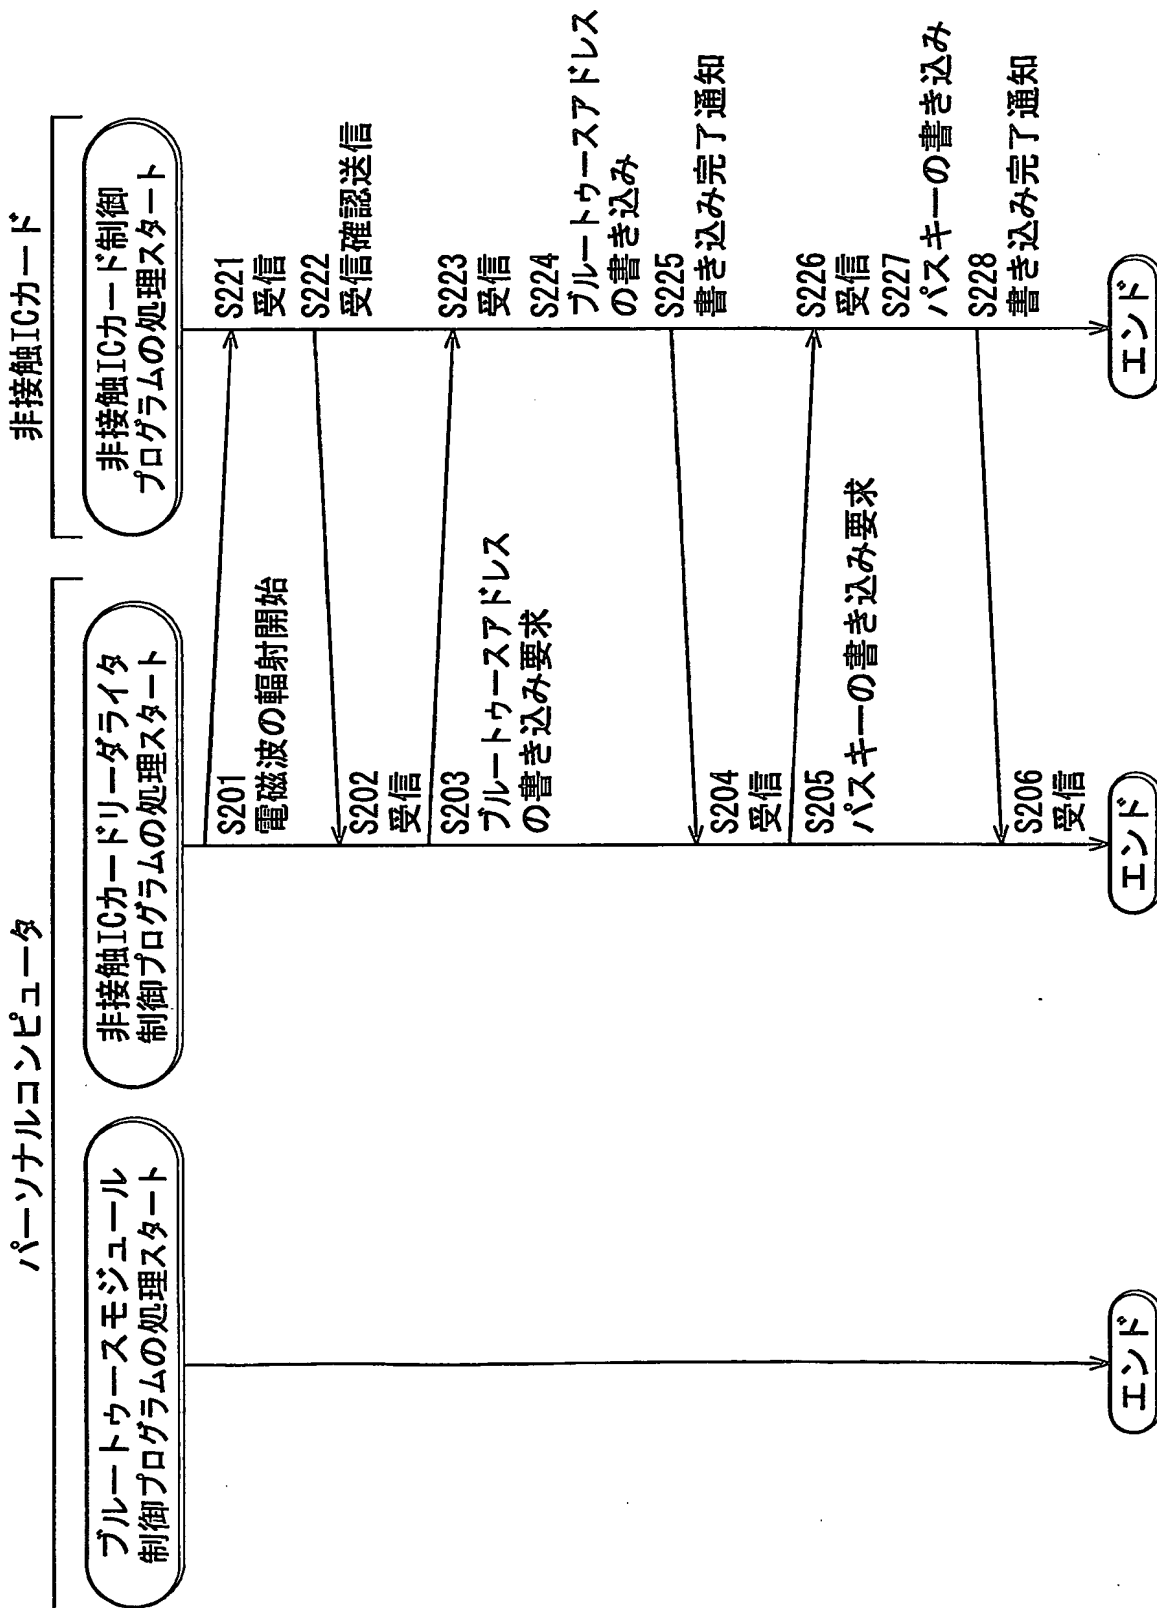 パーソナルコンピュータ
非接触ICカード
ブルートゥースモジュール
制御プログラムの処理スタート
非接触ICカードリーダライタ
制御プログラムの処理スタート
非接触ICカード制御
プログラムの処理スタート
S201
電磁波の輻射開始
S221
受信
S222
受信確認送信
S202
受信
S203
ブルートゥースアドレス
の書き込み要求
S223
受信
S224
ブルートゥースアドレス
の書き込み
S225
書き込み完了通知
S204
受信
S205
パスキーの書き込み要求
S226
受信
S227
パスキーの書き込み
S228
書き込み完了通知
S206
受信
エンド
エンド
エンド